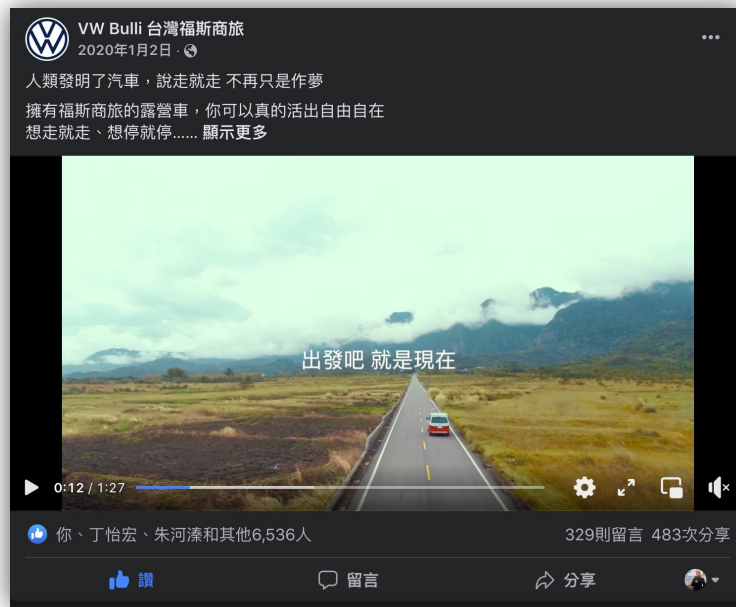 VW Bulli 台灣福斯商旅
2020年1月2日 ·
人類發明了汽車，說走就走 不再只是作夢
擁有福斯商旅的露營車，你可以真的活出自由自在
想走就走、想停就停...... 顯示更多
出發吧 就是現在
0:12 / 1:27
你、丁怡宏、朱河溱和其他6,536人
329則留言 483次分享
讚
留言
分享